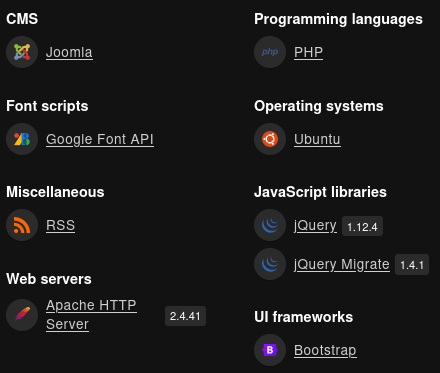 CMS
Joomla
Font scripts
Google Font API
Miscellaneous
RSS
Web servers
Apache HTTP
Server
2.4.41
Programming languages
php
PHP
Operating systems
Ubuntu
JavaScript libraries
jQuery 1.12.4
jQuery Migrate 1.4.1
UI frameworks
B
Bootstrap